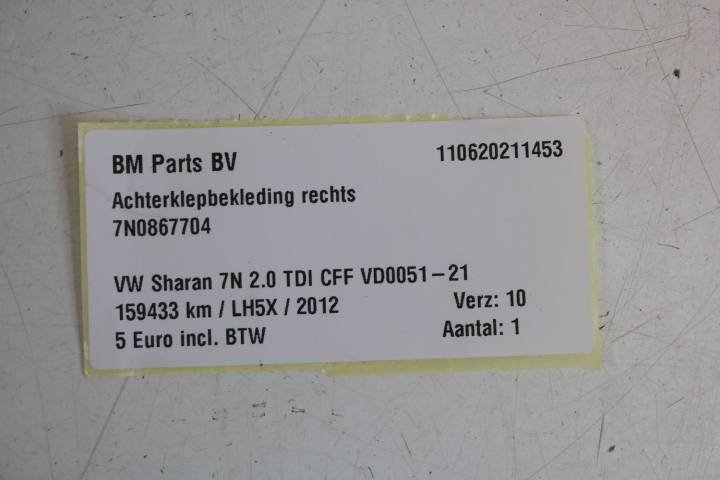 BM Parts BV 110620211453
Achterklepbekleding rechts
7N0867704
VW Sharan 7N 2.0 TDI CFF VD0051-21
159433 km / LH5X / 2012 Verz: 10
5 Euro incl. BTW Aantal: 1